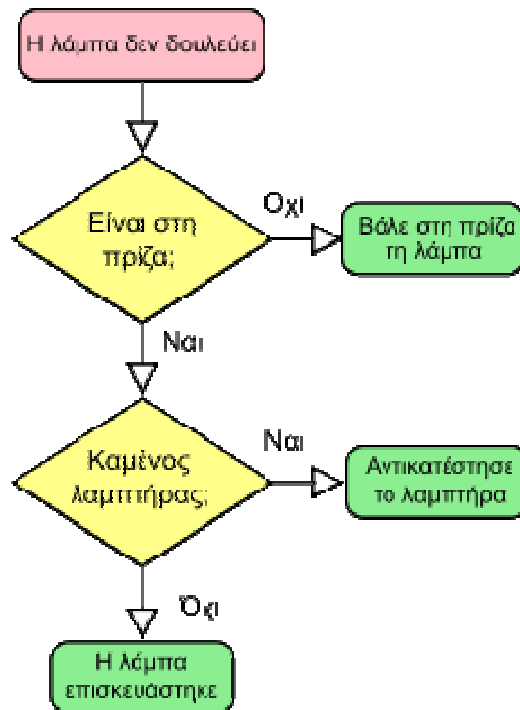 Η λάμπα δεν δουλεύει
Είναι στη
πρίζα;
Οχι
Βάλε στη πρίζα
τη λάμπα
Ναι
Καμένος
λαμπτήρας;
Ναι
Αντικατέστησε
το λαμπτήρα
Όχι
Η λάμπα
επισκευάστηκε